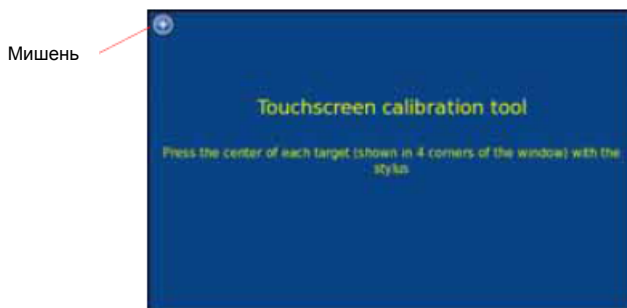 Мишень
Touchscreen calibration tool
Press the center of each target (shown in 4 corners of the window) with the
stylus